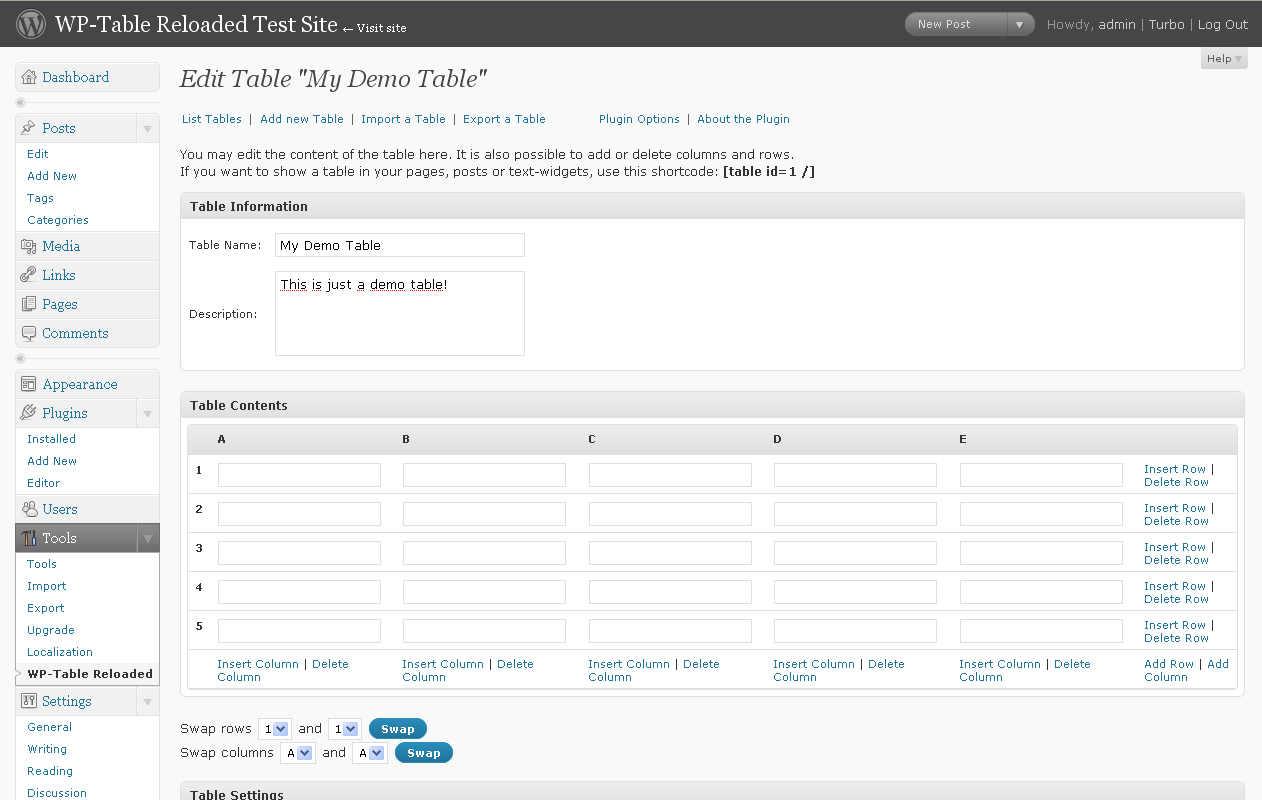 WP-Table Reloaded Test Site ← Visit site
New Post
Howdy, admin | Turbo | Log Out
Help
Dashboard
Posts
Edit
Add New
Tags
Categories
Media
Links
Pages
Comments
Appearance
Plugins
Installed
Add New
Editor
Users
Tools
Tools
Import
Export
Upgrade
Localization
WP-Table Reloaded
Settings
General
Writing
Reading
Discussion
Edit Table "My Demo Table"
List Tables | Add new Table | Import a Table | Export a Table Plugin Options | About the Plugin
You may edit the content of the table here. It is also possible to add or delete columns and rows.
If you want to show a table in your pages, posts or text-widgets, use this shortcode: [table id=1 /]
Table Information
Table Name: My Demo Table
This is just a demo table!
Description:
Table Contents
A B C D E
1 Insert Row |
Delete Row
2 Insert Row |
Delete Row
3 Insert Row |
Delete Row
4 Insert Row |
Delete Row
5 Insert Row |
Delete Row
Insert Column | Delete Insert Column | Delete Insert Column | Delete Insert Column | Delete Insert Column | Delete Add Row | Add
Column Column Column Column Column Column
Swap rows 1 and 1 Swap
Swap columns A and A Swap
Table Settings